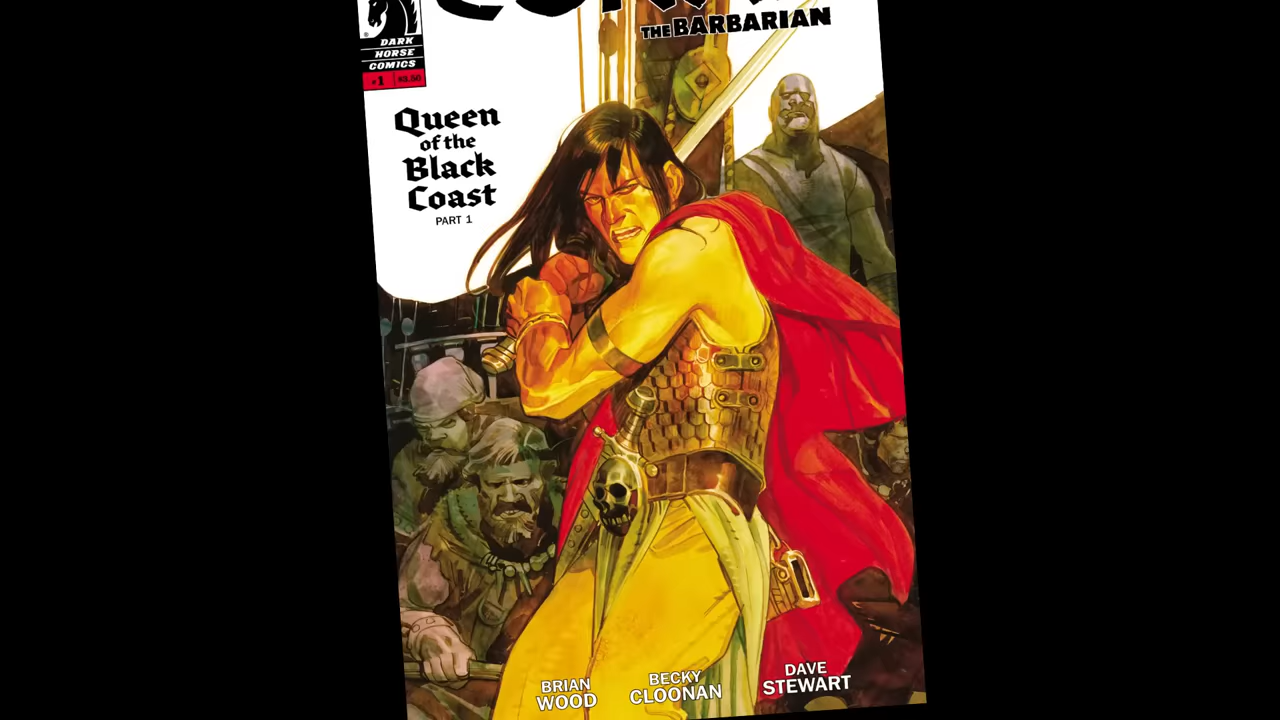 THE BARBARIAN
DARK
HORSE
COMICS
#1 $3.50
Queen
of the
Black
Coast
PART 1
BRIAN
WOOD
BECKY
CLOONAN
DAVE
STEWART